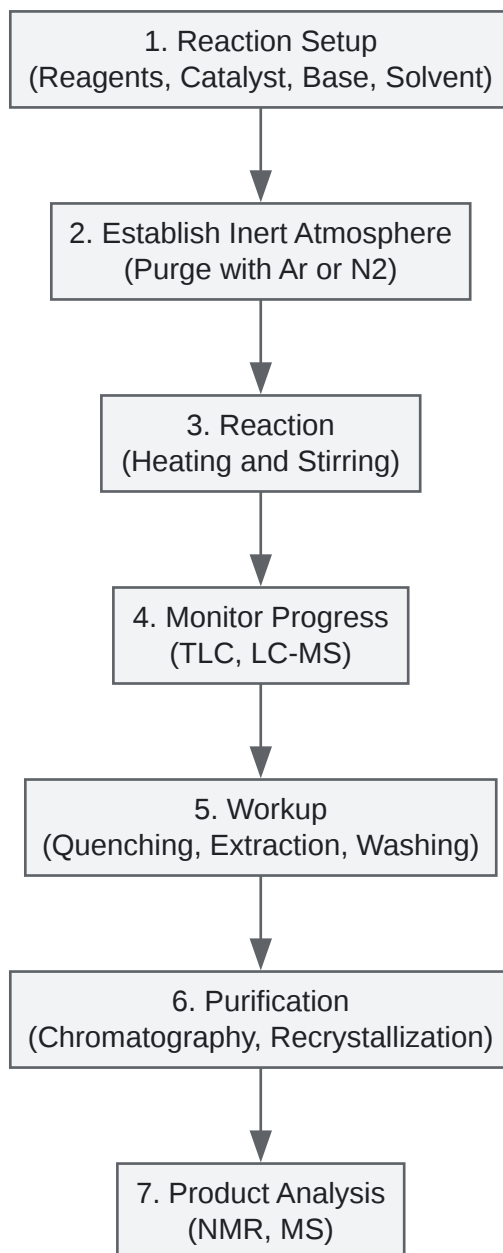 1. Reaction Setup
(Reagents, Catalyst, Base, Solvent)
2. Establish Inert Atmosphere
(Purge with Ar or N2)
3. Reaction
(Heating and Stirring)
4. Monitor Progress
(TLC, LC-MS)
5. Workup
(Quenching, Extraction, Washing)
6. Purification
(Chromatography, Recrystallization)
7. Product Analysis
(NMR, MS)